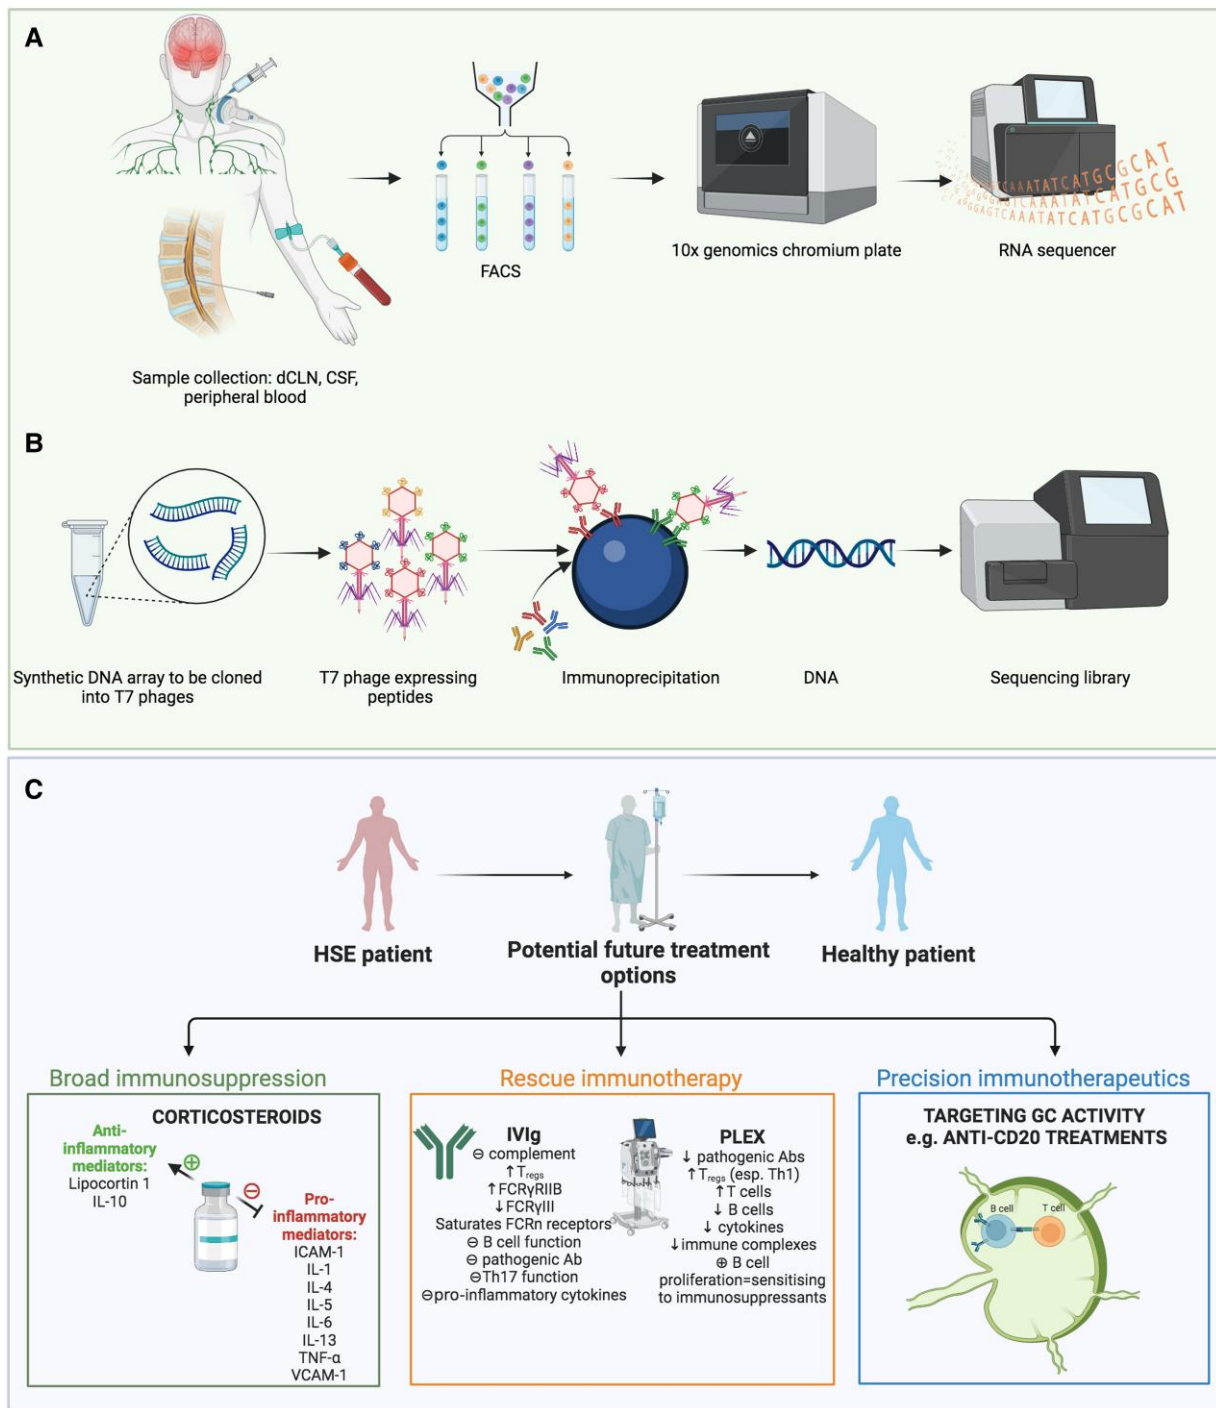 A
FACS
10x genomics chromium plate
RNA sequencer
Sample collection: dCLN, CSF,
peripheral blood
B
Synthetic DNA array to be cloned
into T7 phages
T7 phage expressing
peptides
Immunoprecipitation
DNA
Sequencing library
C
HSE patient
Potential future treatment
options
Healthy patient
Broad immunosuppression
CORTICOSTEROIDS
Anti-
inflammatory
mediators:
Lipocortin 1
IL-10
⊕
⊖
Pro-
inflammatory
mediators:
ICAM-1
IL-1
IL-4
IL-5
IL-6
IL-13
TNF-α
VCAM-1
Rescue immunotherapy
IVIg
⊖ complement
↑Tregs
↑FCRγRIIB
↓FCRγIII
Saturates FCRn receptors
⊖ B cell function
⊖ pathogenic Ab
⊖Th17 function
⊖pro-inflammatory cytokines
PLEX
↓ pathogenic Abs
↑Tregs (esp. Th1)
↑T cells
↓ B cells
↓ cytokines
↓immune complexes
⊕ B cell
proliferation=sensitising
to immunosuppressants
Precision immunotherapeutics
TARGETING GC ACTIVITY
e.g. ANTI-CD20 TREATMENTS
B cell
T cell